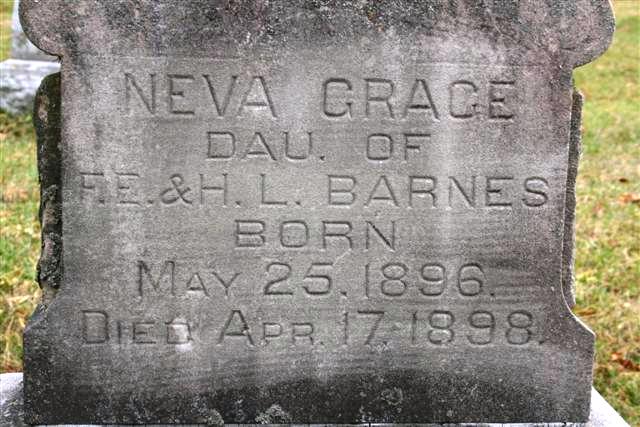 NEVA GRACE
DAU. OF
F.E. & H. L. BARNES
BORN
MAY 25, 1896.
DIED APR. 17, 1898.